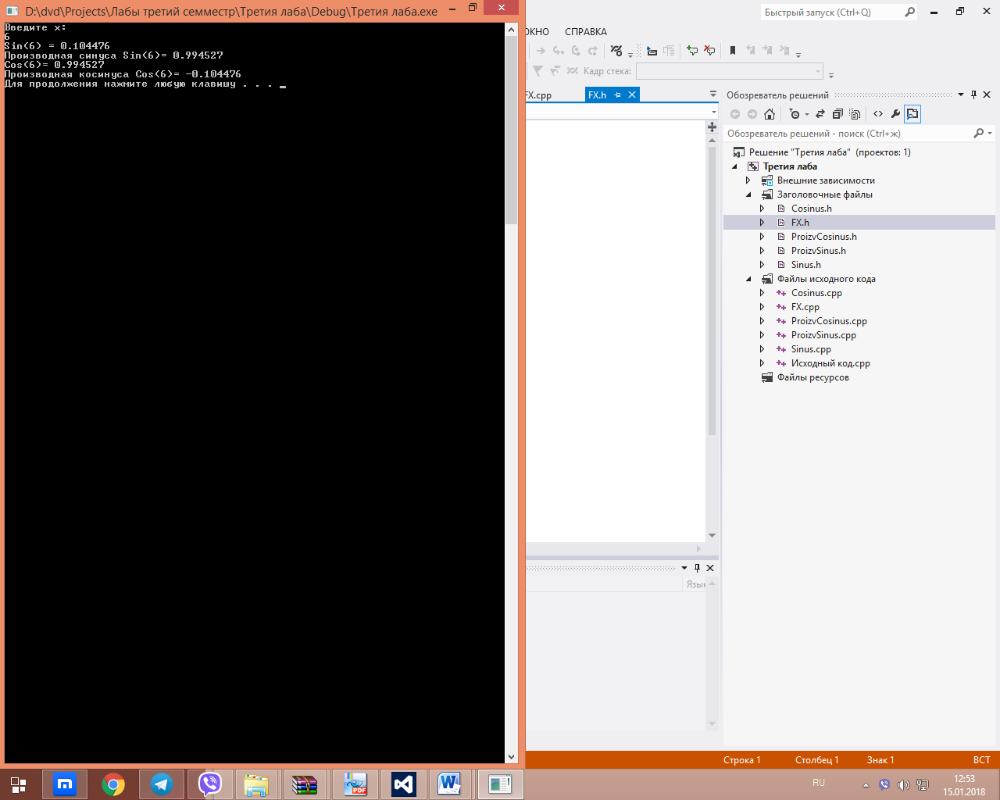 D:\dvd\Projects\Лабы третий семместр\Третия лаба\Debug\Третия лаба.exe
Введите x:
6
Sin(6) = 0.104476
Производная синуса Sin(6)= 0.994527
Cos(6)= 0.994527
Производная косинуса Cos(6)= -0.104476
Для продолжения нажмите любую клавишу . . .
Быстрый запуск (Ctrl+Q)
ОКНО СПРАВКА
Кадр стека:
FX.cpp FX.h
Обозреватель решений
Обозреватель решений - поиск (Ctrl+ж)
Решение "Третия лаба" (проектов: 1)
Третия лаба
Внешние зависимости
Заголовочные файлы
Cosinus.h
FX.h
ProizvCosinus.h
ProizvSinus.h
Sinus.h
Файлы исходного кода
Cosinus.cpp
FX.cpp
ProizvCosinus.cpp
ProizvSinus.cpp
Sinus.cpp
Исходный код.cpp
Файлы ресурсов
Язык
Строка 1 Столбец 1 Знак 1 ВСТ
PDF
RU
12:53
15.01.2018